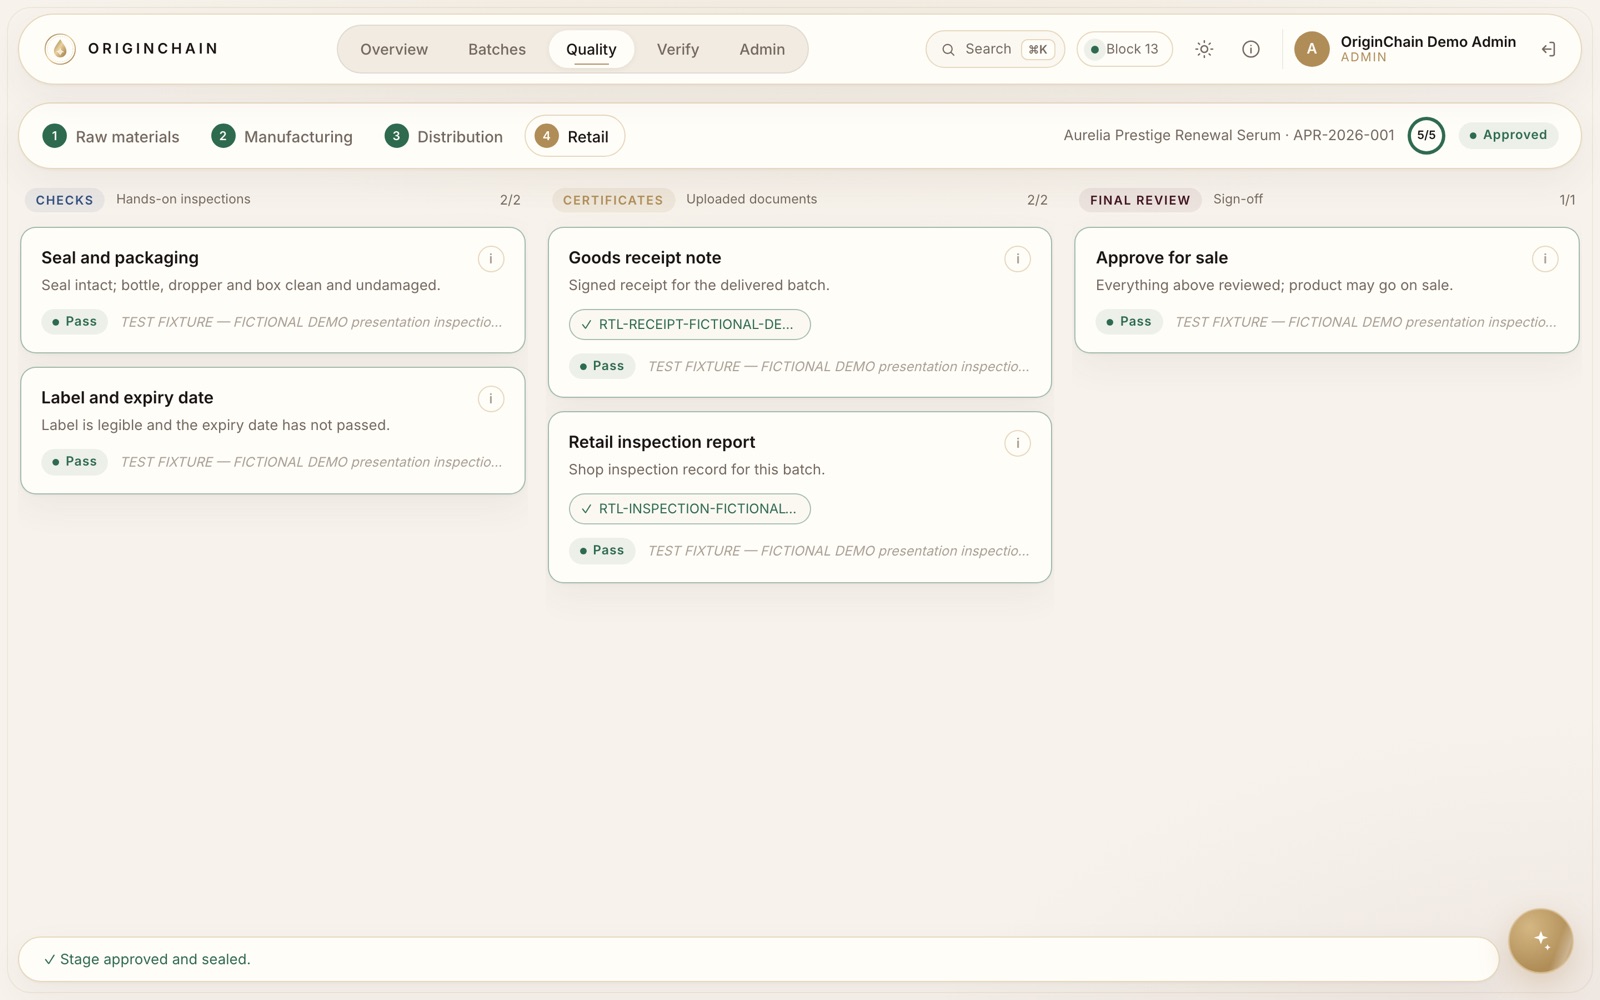 ORIGINCHAIN
Overview Batches Quality Verify Admin
Search ⌘K
Block 13
A
OriginChain Demo Admin
ADMIN
1 Raw materials 2 Manufacturing 3 Distribution 4 Retail
Aurelia Prestige Renewal Serum · APR-2026-001 5/5 Approved
CHECKS Hands-on inspections 2/2
Seal and packaging i
Seal intact; bottle, dropper and box clean and undamaged.
Pass TEST FIXTURE — FICTIONAL DEMO presentation inspectio...
Label and expiry date i
Label is legible and the expiry date has not passed.
Pass TEST FIXTURE — FICTIONAL DEMO presentation inspectio...
CERTIFICATES Uploaded documents 2/2
Goods receipt note i
Signed receipt for the delivered batch.
✓ RTL-RECEIPT-FICTIONAL-DE...
Pass TEST FIXTURE — FICTIONAL DEMO presentation inspectio...
Retail inspection report i
Shop inspection record for this batch.
✓ RTL-INSPECTION-FICTIONAL...
Pass TEST FIXTURE — FICTIONAL DEMO presentation inspectio...
FINAL REVIEW Sign-off 1/1
Approve for sale i
Everything above reviewed; product may go on sale.
Pass TEST FIXTURE — FICTIONAL DEMO presentation inspectio...
✓ Stage approved and sealed.